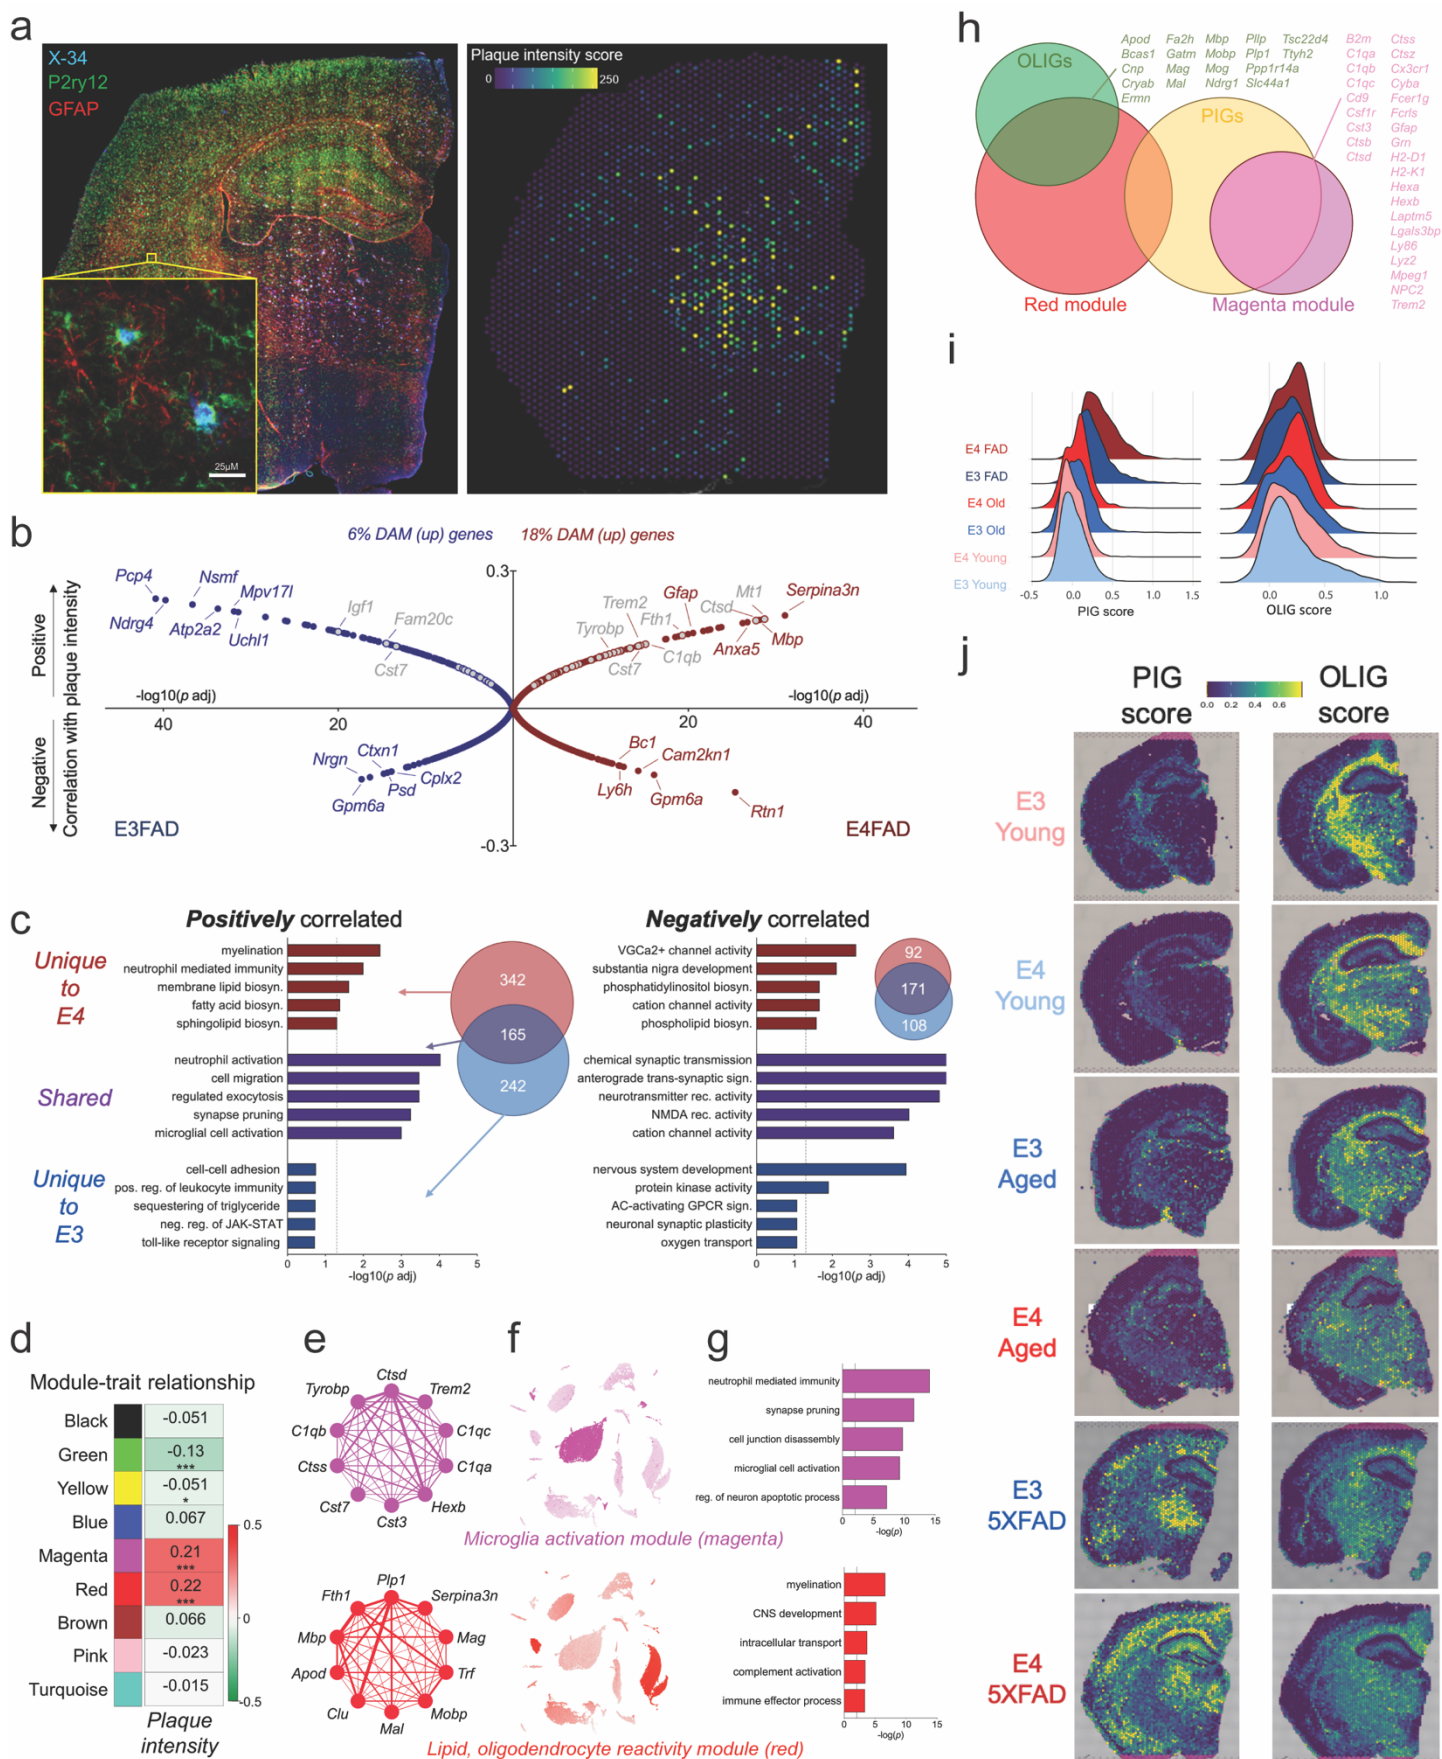 a
X-34
P2ry12
GFAP
25µM
Plaque intensity score
0
250
b
6% DAM (up) genes
18% DAM (up) genes
Positive
Negative
Correlation with plaque intensity
0.3
-0.3
-log10(p adj)
-log10(p adj)
40
20
20
40
Pcp4
Nsmf
Mpv17l
Ndrg4
Atp2a2
Uchl1
Igf1
Fam20c
Cst7
Tyrobp
Trem2
Fth1
Gfap
Ctsd
Mt1
Serpina3n
Cst7
C1qb
Anxa5
Mbp
Nrgn
Ctxn1
Gpm6a
Psd
Cplx2
Bc1
Cam2kn1
Ly6h
Gpm6a
Rtn1
E3FAD
E4FAD
c
Positively correlated
Negatively correlated
Unique
to
E4
myelination
neutrophil mediated immunity
membrane lipid biosyn.
fatty acid biosyn.
sphingolipid biosyn.
Shared
neutrophil activation
cell migration
regulated exocytosis
synapse pruning
microglial cell activation
Unique
to
E3
cell-cell adhesion
pos. reg. of leukocyte immunity
sequestering of triglyceride
neg. reg. of JAK-STAT
toll-like receptor signaling
0 1 2 3 4 5
-log10(p adj)
342
165
242
VGCa2+ channel activity
substantia nigra development
phosphatidylinositol biosyn.
cation channel activity
phospholipid biosyn.
chemical synaptic transmission
anterograde trans-synaptic sign.
neurotransmitter rec. activity
NMDA rec. activity
cation channel activity
nervous system development
protein kinase activity
AC-activating GPCR sign.
neuronal synaptic plasticity
oxygen transport
0 1 2 3 4 5
-log10(p adj)
92
171
108
d
Module-trait relationship
Black -0.051
Green -0.13
***
Yellow -0.051
*
Blue 0.067
Magenta 0.21
***
Red 0.22
***
Brown 0.066
Pink -0.023
Turquoise -0.015
0.5
0
-0.5
Plaque
intensity
e
Ctsd
Tyrobp
Trem2
C1qb
C1qc
Ctss
C1qa
Cst7
Hexb
Cst3
Plp1
Fth1
Serpina3n
Mbp
Mag
Apod
Trf
Clu
Mobp
Mal
f
Microglia activation module (magenta)
Lipid, oligodendrocyte reactivity module (red)
g
neutrophil mediated immunity
synapse pruning
cell junction disassembly
microglial cell activation
reg. of neuron apoptotic process
0 5 10 15
-log(p)
myelination
CNS development
intracellular transport
complement activation
immune effector process
0 5 10 15
-log(p)
h
OLIGs
PIGs
Red module
Magenta module
Apod Fa2h Mbp Pllp Tsc22d4
Bcas1 Gatm Mobp Plp1 Ttyh2
Cnp Mag Mog Ppp1r14a
Cryab Mal Ndrg1 Slc44a1
Ermn
B2m Ctss
C1qa Ctsz
C1qb Cx3cr1
C1qc Cyba
Cd9 Fcer1g
Csf1r Fcrls
Cst3 Gfap
Ctsb Grn
Ctsd H2-D1
H2-K1
Hexa
Hexb
Laptm5
Lgals3bp
Ly86
Lyz2
Mpeg1
NPC2
Trem2
i
E4 FAD
E3 FAD
E4 Old
E3 Old
E4 Young
E3 Young
-0.5 0.0 0.5 1.0 1.5
PIG score
0.0 0.5 1.0
OLIG score
j
PIG
score
0.0 0.2 0.4 0.6
OLIG
score
E3
Young
E4
Young
E3
Aged
E4
Aged
E3
5XFAD
E4
5XFAD